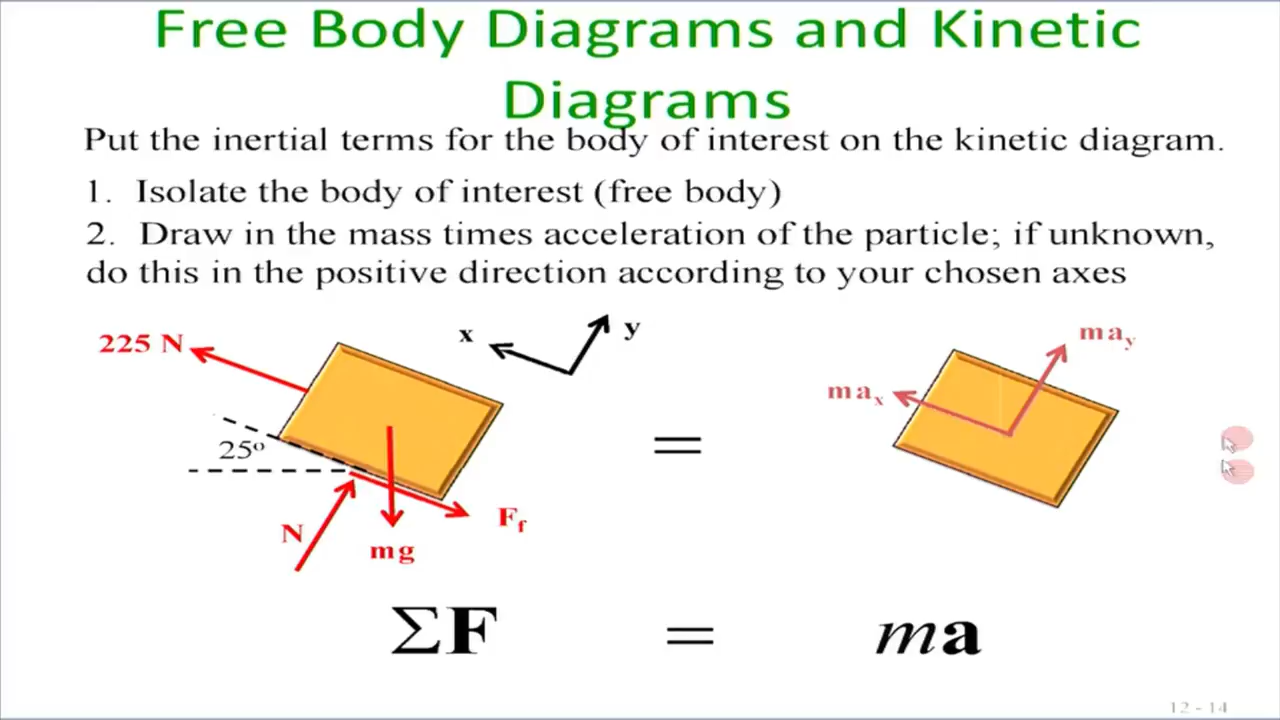 Free Body Diagrams and Kinetic
Diagrams
Put the inertial terms for the body of interest on the kinetic diagram.
1. Isolate the body of interest (free body)
2. Draw in the mass times acceleration of the particle; if unknown,
do this in the positive direction according to your chosen axes
225 N
x
y
25º
N
mg
F_f
=
ma_x
ma_y
ΣF = ma
12 - 14